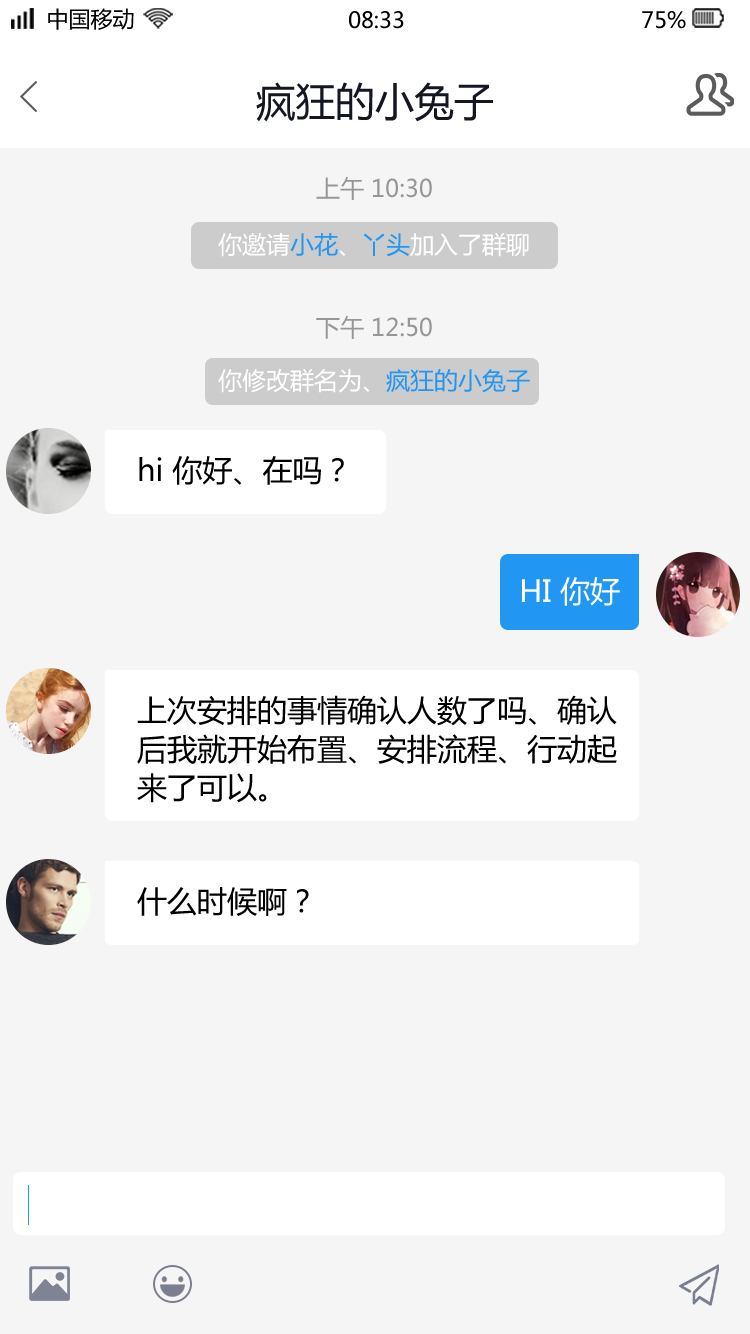 中国移动 08:33 75%
疯狂的小兔子
上午 10:30
你邀请小花、丫头加入了群聊
下午 12:50
你修改群名为、疯狂的小兔子
hi 你好、在吗？
HI 你好
上次安排的事情确认人数了吗、确认
后我就开始布置、安排流程、行动起
来了可以。
什么时候啊？